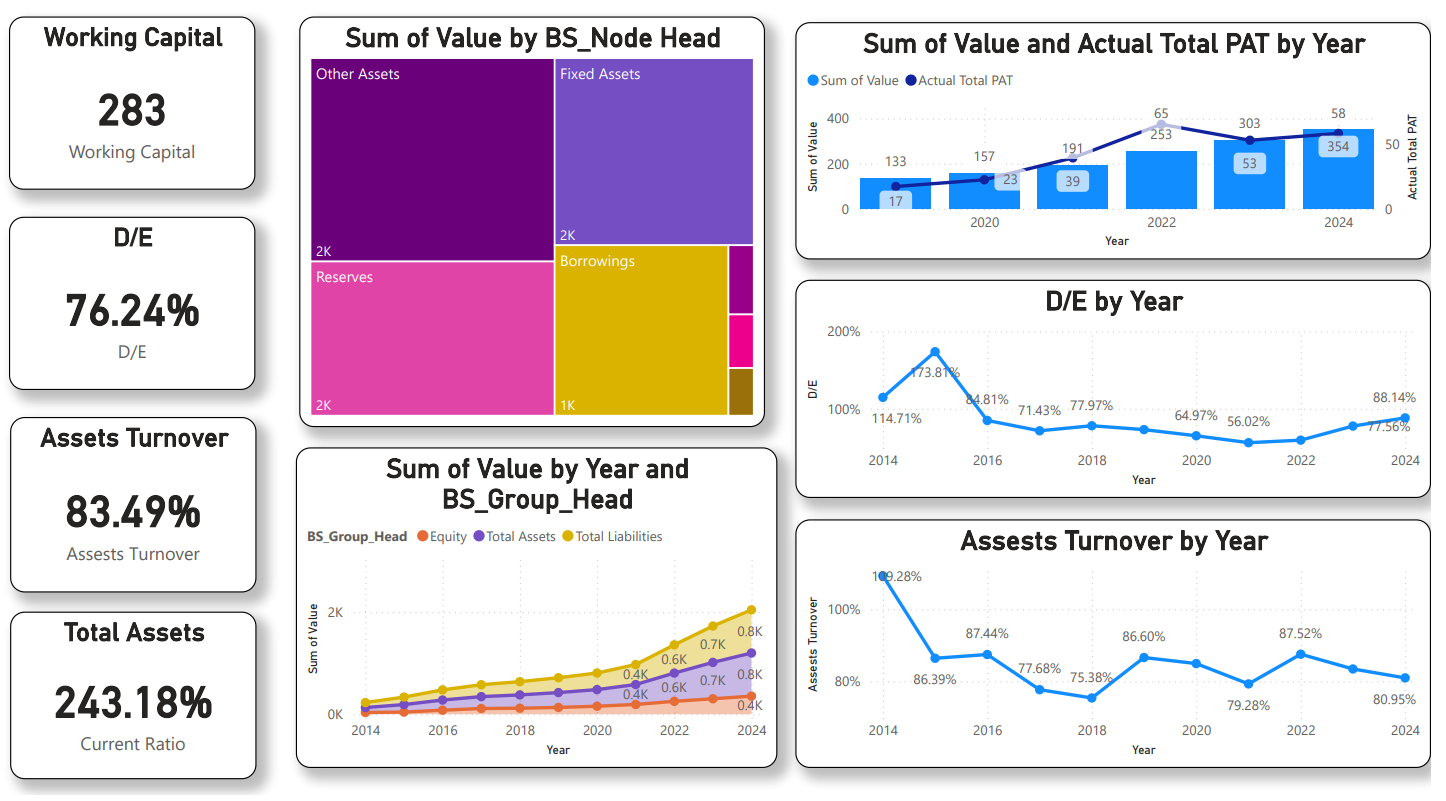 Working Capital
283
Working Capital
D/E
76.24%
D/E
Assets Turnover
83.49%
Assests Turnover
Total Assets
243.18%
Current Ratio
Sum of Value by BS_Node Head
Other Assets
2K
Fixed Assets
2K
Reserves
2K
Borrowings
1K
Sum of Value by Year and
BS_Group_Head
BS_Group_Head Equity Total Assets Total Liabilities
Sum of Value
2K
0K
0.4K
0.4K
0.6K
0.6K
0.7K
0.7K
0.8K
0.8K
0.4K
2014 2016 2018 2020 2022 2024
Year
Sum of Value and Actual Total PAT by Year
Sum of Value Actual Total PAT
Sum of Value
400
200
0
133
157
191
65
253
303
58
17
23
39
53
354
50
0
Actual Total PAT
2020 2022 2024
Year
D/E by Year
D/E
200%
100%
114.71%
173.81%
84.81%
71.43%
77.97%
64.97%
56.02%
88.14%
77.56%
2014 2016 2018 2020 2022 2024
Year
Assests Turnover by Year
Assests Turnover
100%
80%
109.28%
86.39%
87.44%
77.68%
75.38%
86.60%
79.28%
87.52%
80.95%
2014 2016 2018 2020 2022 2024
Year